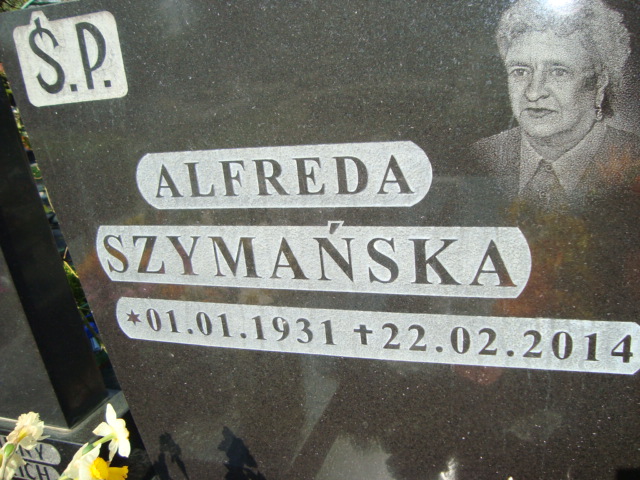 Ś.P.
ALFREDA
SZYMAŃSKA
*01.01.1931 ✝22.02.2014